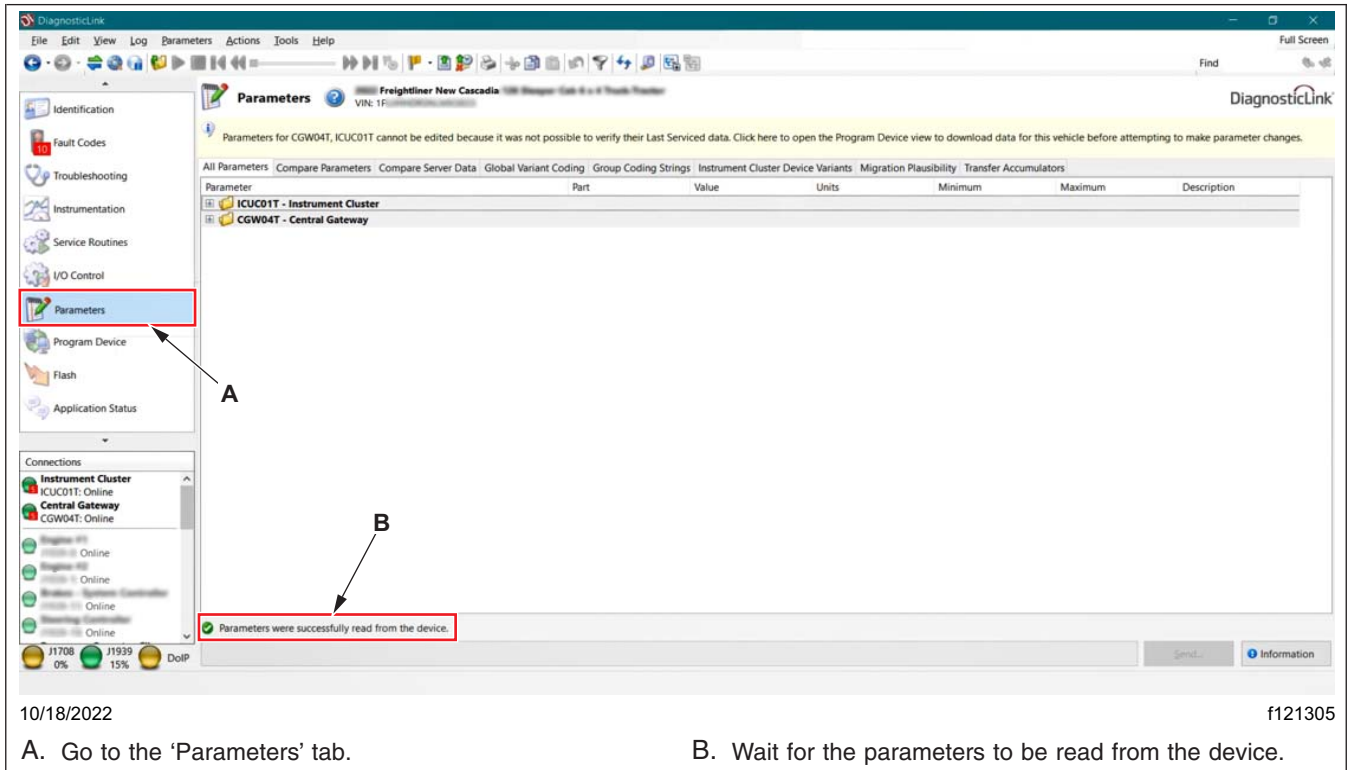 DiagnosticLink
File Edit View Log Parameters Actions Tools Help
Full Screen
Find
Identification
Fault Codes
10
Troubleshooting
Instrumentation
Service Routines
I/O Control
Parameters
Program Device
Flash
Application Status
Parameters
Freightliner New Cascadia
VIN: 1F
DiagnosticLink
Parameters for CGW04T, ICUC01T cannot be edited because it was not possible to verify their Last Serviced data. Click here to open the Program Device view to download data for this vehicle before attempting to make parameter changes.
All Parameters Compare Parameters Compare Server Data Global Variant Coding Group Coding Strings Instrument Cluster Device Variants Migration Plausibility Transfer Accumulators
Parameter Part Value Units Minimum Maximum Description
ICUC01T - Instrument Cluster
CGW04T - Central Gateway
A
Connections
Instrument Cluster
ICUC01T: Online
Central Gateway
CGW04T: Online
Online
Online
Online
Online
B
Parameters were successfully read from the device.
J1708 0% J1939 15% DoIP
Send...
Information
10/18/2022
f121305
A. Go to the ‘Parameters’ tab.
B. Wait for the parameters to be read from the device.